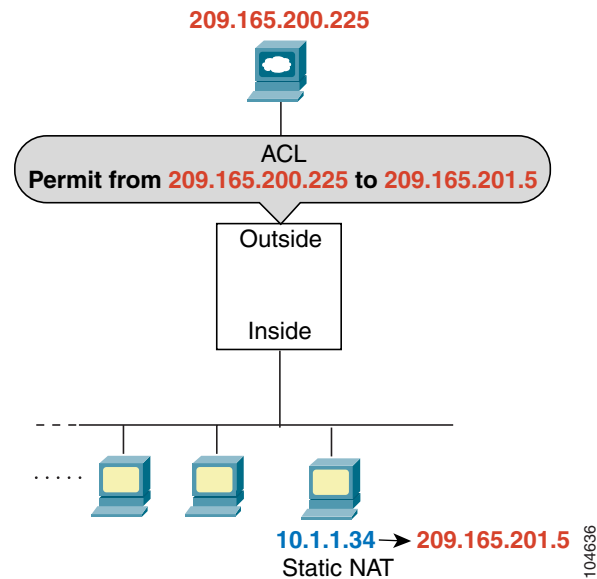 209.165.200.225
ACL
Permit from 209.165.200.225 to 209.165.201.5
Outside
Inside
10.1.1.34 → 209.165.201.5
Static NAT
104636